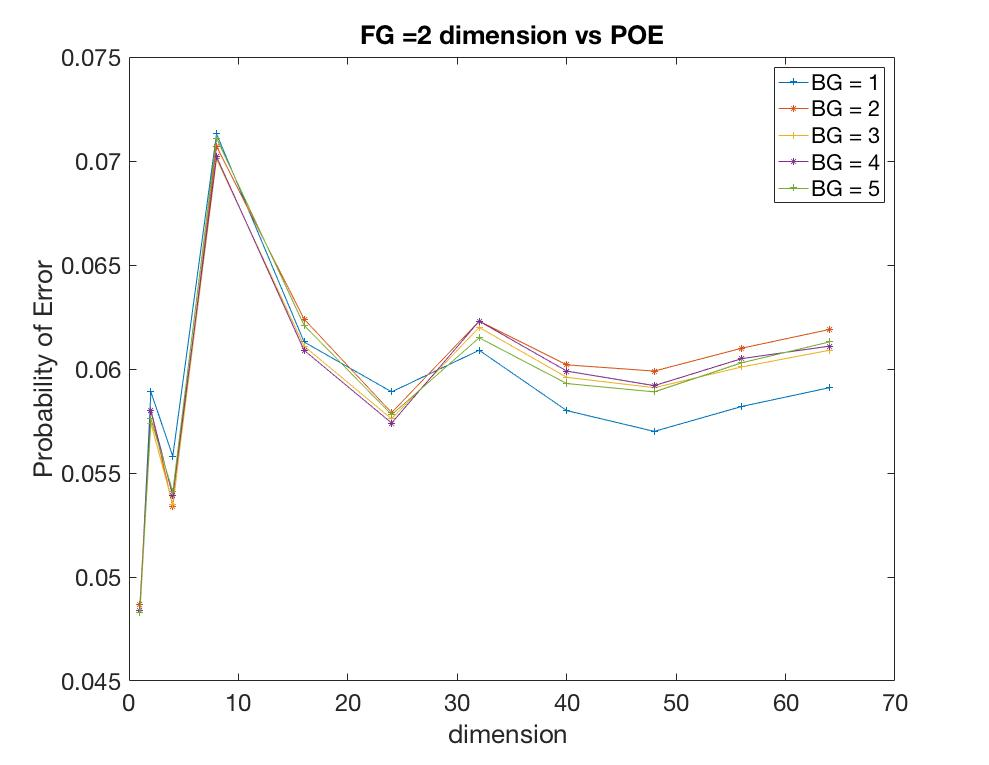 FG =2 dimension vs POE
0.075
0.07
0.065
0.06
0.055
0.05
0.045
Probability of Error
BG = 1
BG = 2
BG = 3
BG = 4
BG = 5
0 10 20 30 40 50 60 70
dimension